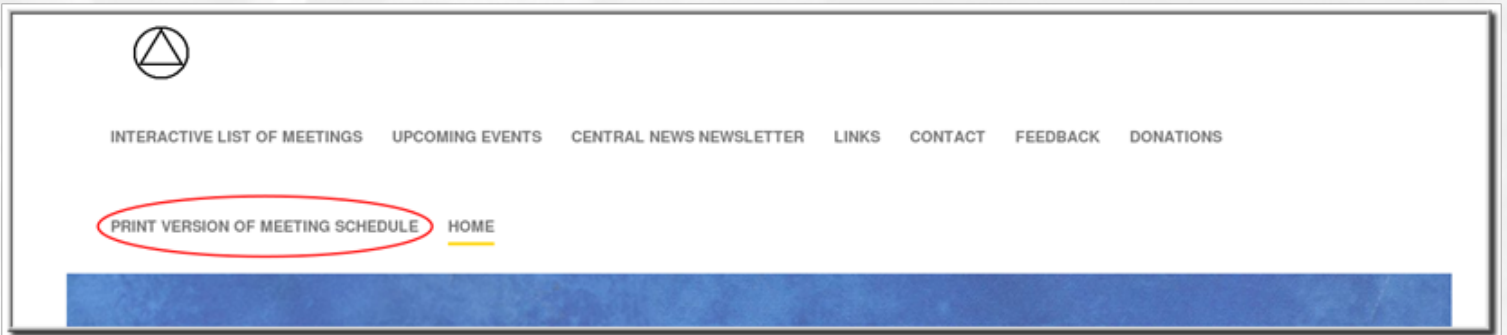 INTERACTIVE LIST OF MEETINGS UPCOMING EVENTS CENTRAL NEWS NEWSLETTER LINKS CONTACT FEEDBACK DONATIONS
PRINT VERSION OF MEETING SCHEDULE HOME